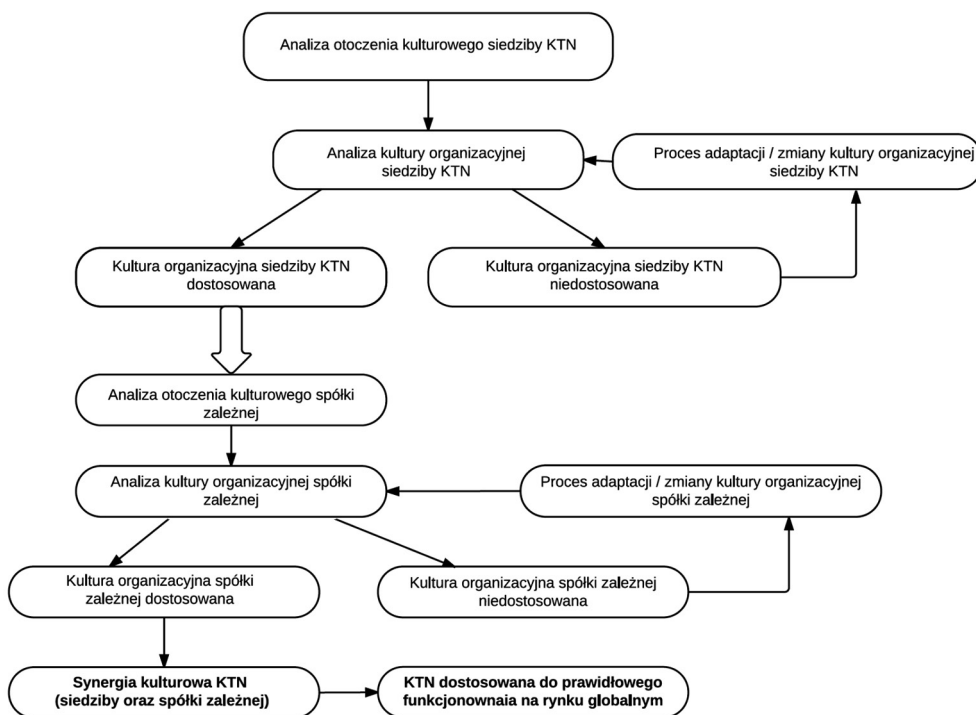 Analiza otoczenia kulturowego siedziby KTN
Analiza kultury organizacyjnej
siedziby KTN
Proces adaptacji / zmiany kultury organizacyjnej
siedziby KTN
Kultura organizacyjna siedziby KTN
dostosowana
Kultura organizacyjna siedziby KTN
niedostosowana
Analiza otoczenia kulturowego spółki
zależnej
Analiza kultury organizacyjnej spółki
zależnej
Proces adaptacji / zmiany kultury organizacyjnej
spółki zależnej
Kultura organizacyjna spółki
zależnej dostosowana
Kultura organizacyjna spółki zależnej
niedostosowana
Synergia kulturowa KTN
(siedziby oraz spółki zależnej)
KTN dostosowana do prawidłowego
funkcjonownaia na rynku globalnym